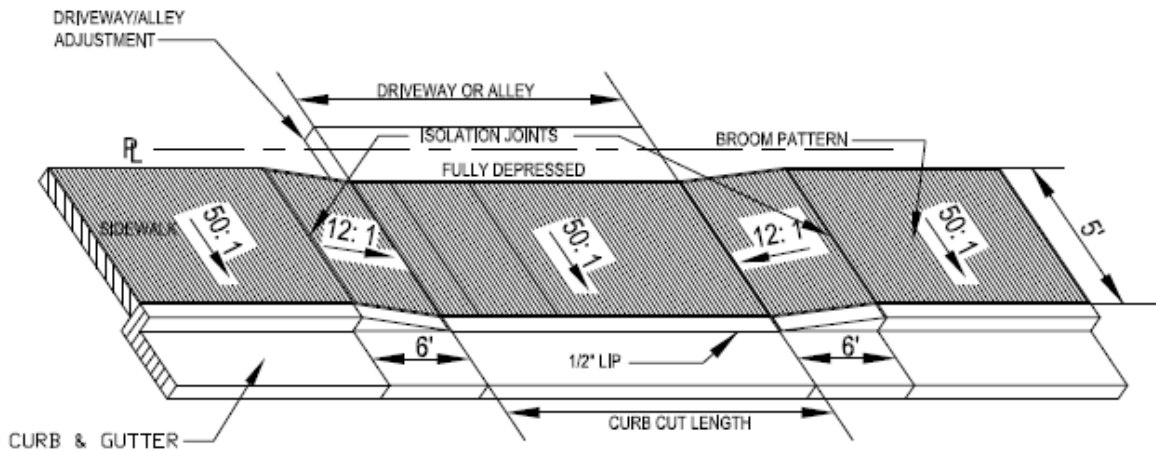 DRIVEWAY/ALLEY
ADJUSTMENT
DRIVEWAY OR ALLEY
ISOLATION JOINTS
BROOM PATTERN
PL
FULLY DEPRESSED
SIDEWALK
50: 1
12: 1
50: 1
12: 1
50: 1
5'
6'
1/2" LIP
6'
CURB CUT LENGTH
CURB & GUTTER